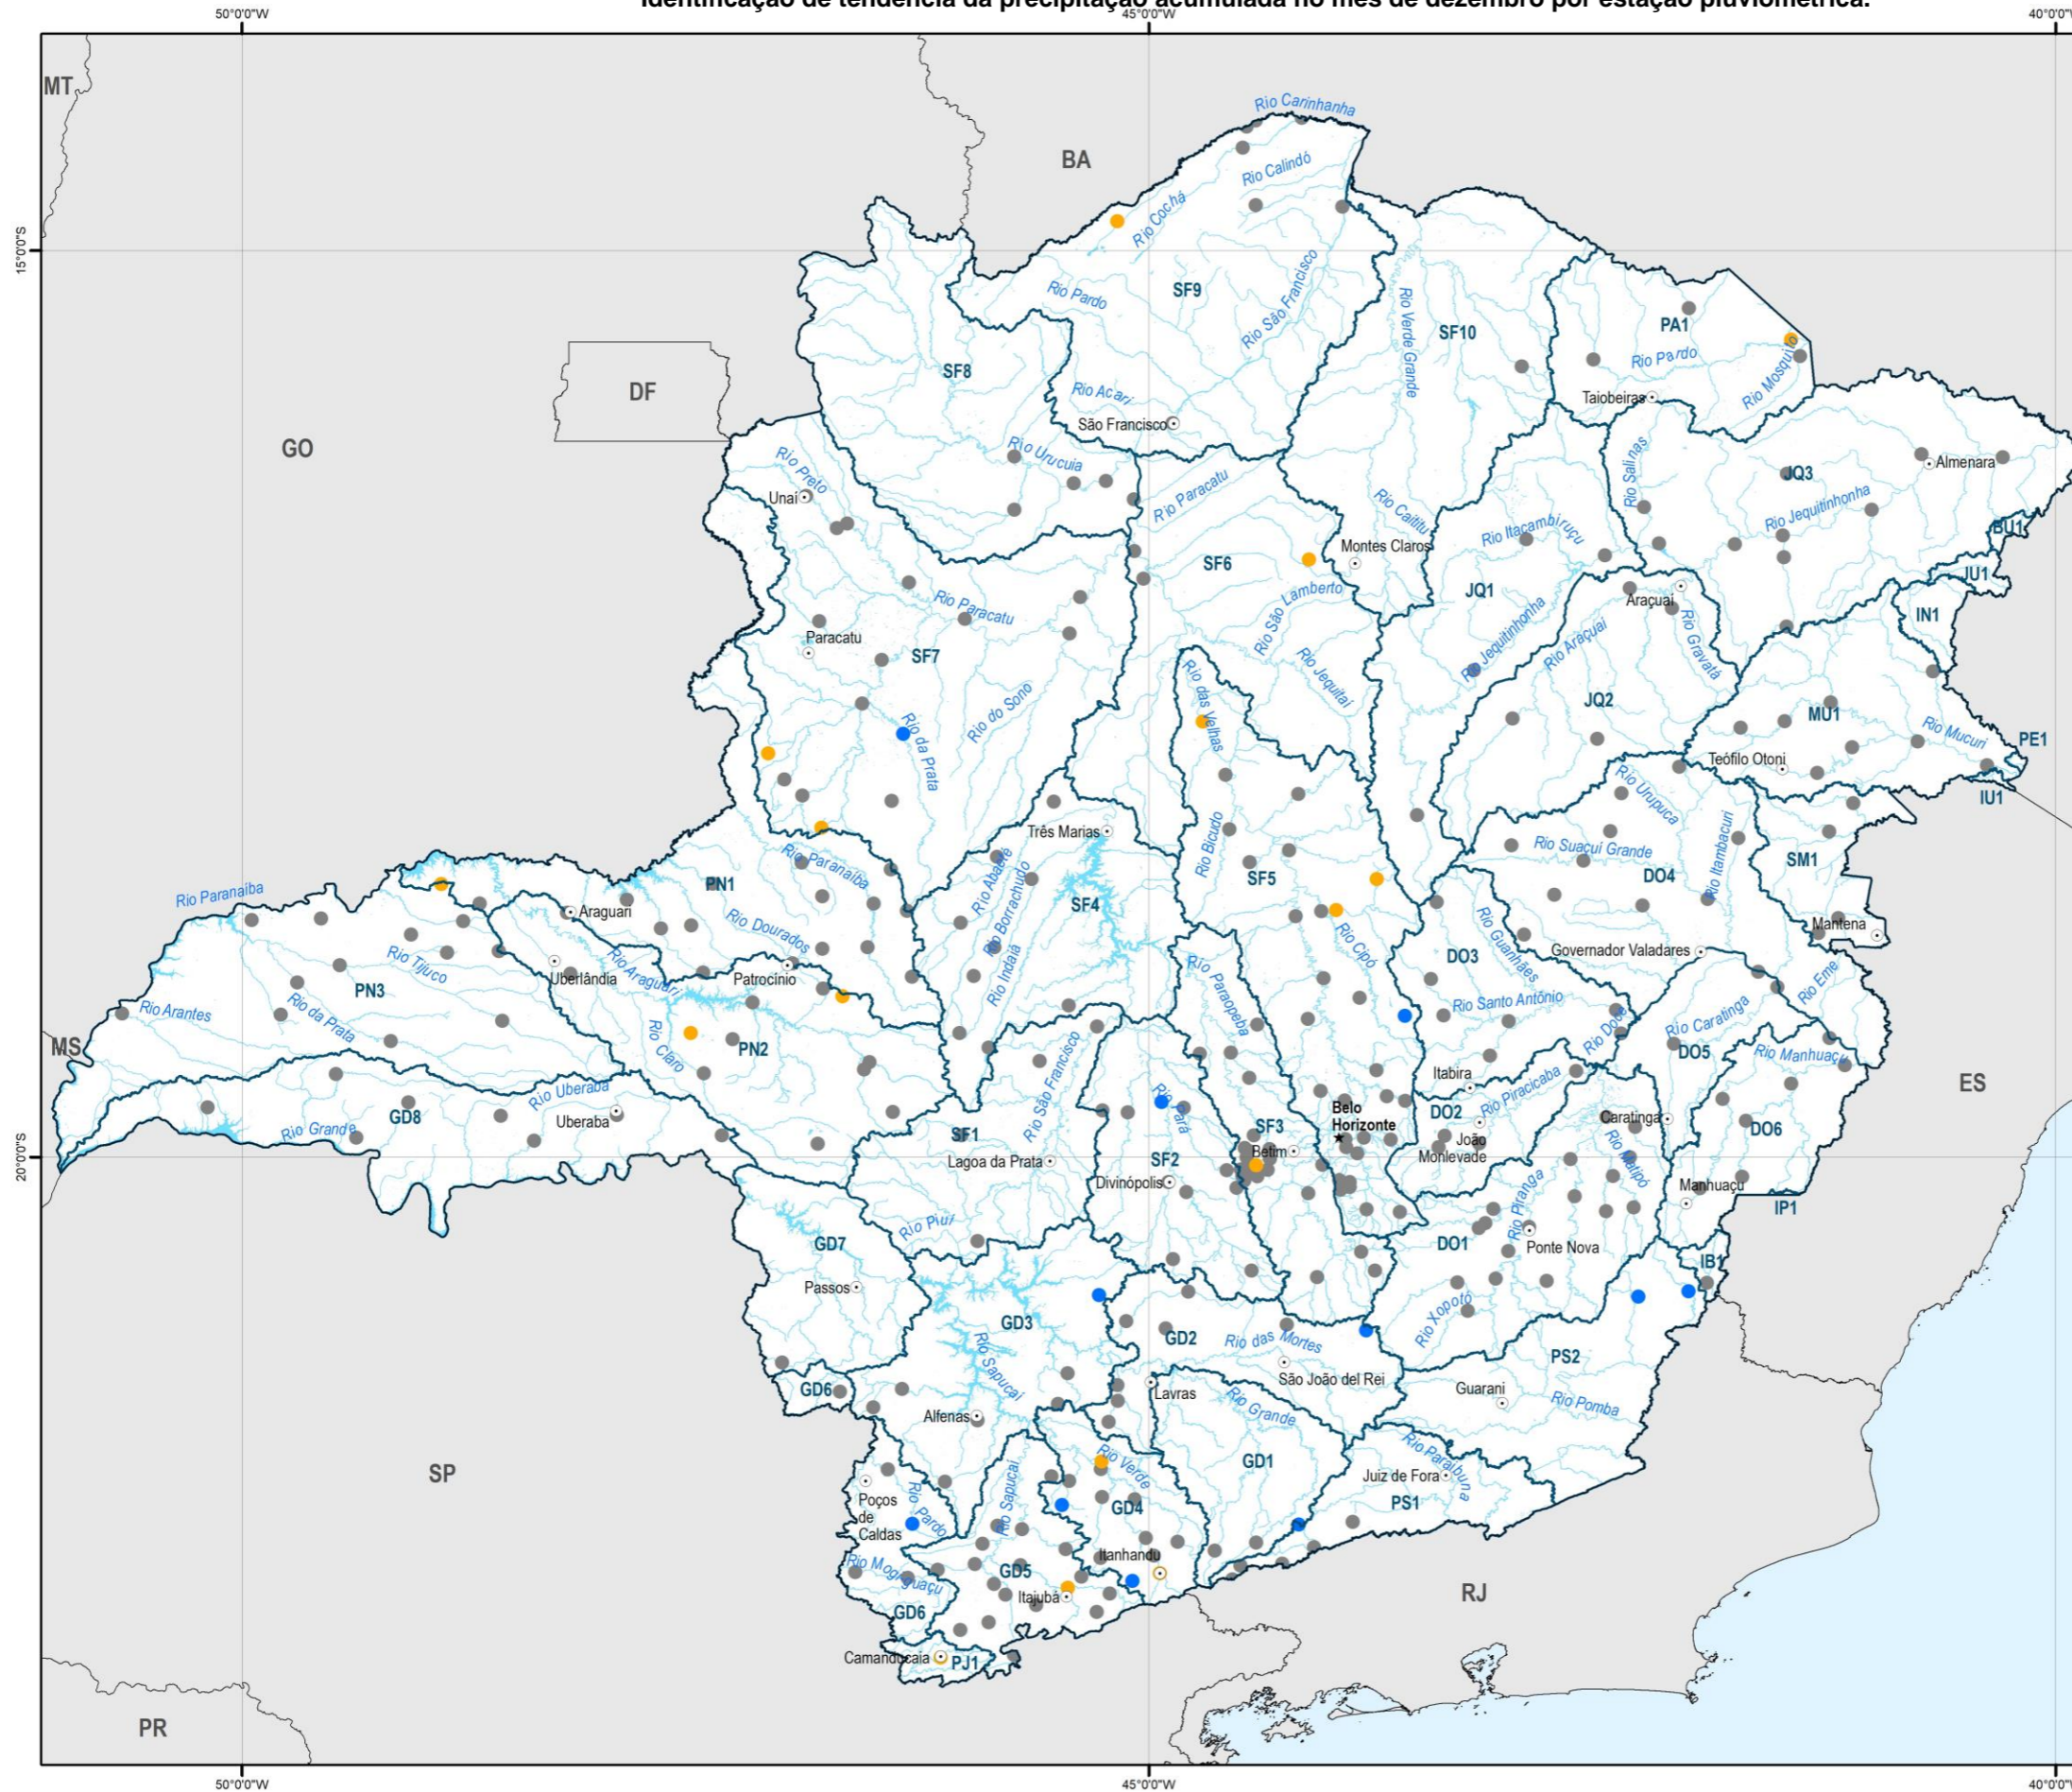 Identificação de tendência da precipitação acumulada no mês de dezembro por estação pluviométrica.
50°0'0"W
45°0'0"W
40°0'0"W
MT
Rio Carinhanha
BA
Rio Calindó
Rio Cochá
15°0'0"S
SF9
Rio Pardo
Rio São Francisco
Rio Verde Grande
SF10
PA1
Rio Pardo
Rio Mosquito
SF8
DF
Rio Acari
São Francisco
Taiobeiras
GO
Rio Urucuia
Rio Preto
Unaí
Rio Paracatu
Rio Caititu
Rio Salinas
JQ3
Almenara
Rio Jequitinhonha
BU1
Rio Itacambiruçu
Montes Claros
SF6
JU1
JQ1
Araçuaí
IN1
Rio Paracatu
Rio São Lamberto
Rio Jequitinhonha
Rio Araçuaí
Rio Gravatá
Paracatu
SF7
Rio das Velhas
Rio Jequitaí
Rio do Sono
JQ2
MU1
Rio Mucuri
PE1
Rio da Prata
Teófilo Otoni
IU1
Rio Urupuca
Três Marias
Rio Bicudo
Rio Suaçuí Grande
Rio Itambacuri
SM1
Rio Paranaíba
Rio Abaeté
Rio Borrachudo
SF5
DO4
PN1
Rio Paranaiba
SF4
Araguari
Rio Dourados
Rio Cipó
Rio Guanhães
Mantena
Governador Valadares
DO3
Rio Tijuco
Uberlândia
Rio Araguari
Patrocínio
Rio Indaiá
Rio Paraopeba
PN3
Rio Eme
Rio Arantes
Rio da Prata
Rio Santo Antônio
Rio Caratinga
Rio Doce
MS
Rio Claro
PN2
Rio São Francisco
DO5
Rio Manhuaçu
Itabira
ES
Rio Uberaba
Rio Pará
Rio Piracicaba
GD8
Uberaba
Belo
Horizonte
DO2
Caratinga
Rio Grande
SF1
SF3
João
Monlevade
DO6
20°0'0"S
Lagoa da Prata
SF2
Betim
Rio Matipó
Divinópolis
Manhuaçu
Rio Piranga
IP1
Rio Piuí
GD7
DO1
Ponte Nova
IB1
Passos
Rio Xopotó
GD3
GD2
Rio das Mortes
PS2
Rio Sapucaí
São João del Rei
GD6
Lavras
Guarani
Rio Pomba
Alfenas
Rio Grande
Rio Paraibuna
SP
Rio Verde
GD1
Juiz de Fora
Poços
de
Caldas
Rio Pardo
Rio Sapucaí
GD4
PS1
Itanhandu
Rio Mogi-guaçu
GD5
Itajubá
RJ
GD6
Camanducaia
PJ1
PR
50°0'0"W
45°0'0"W
40°0'0"W